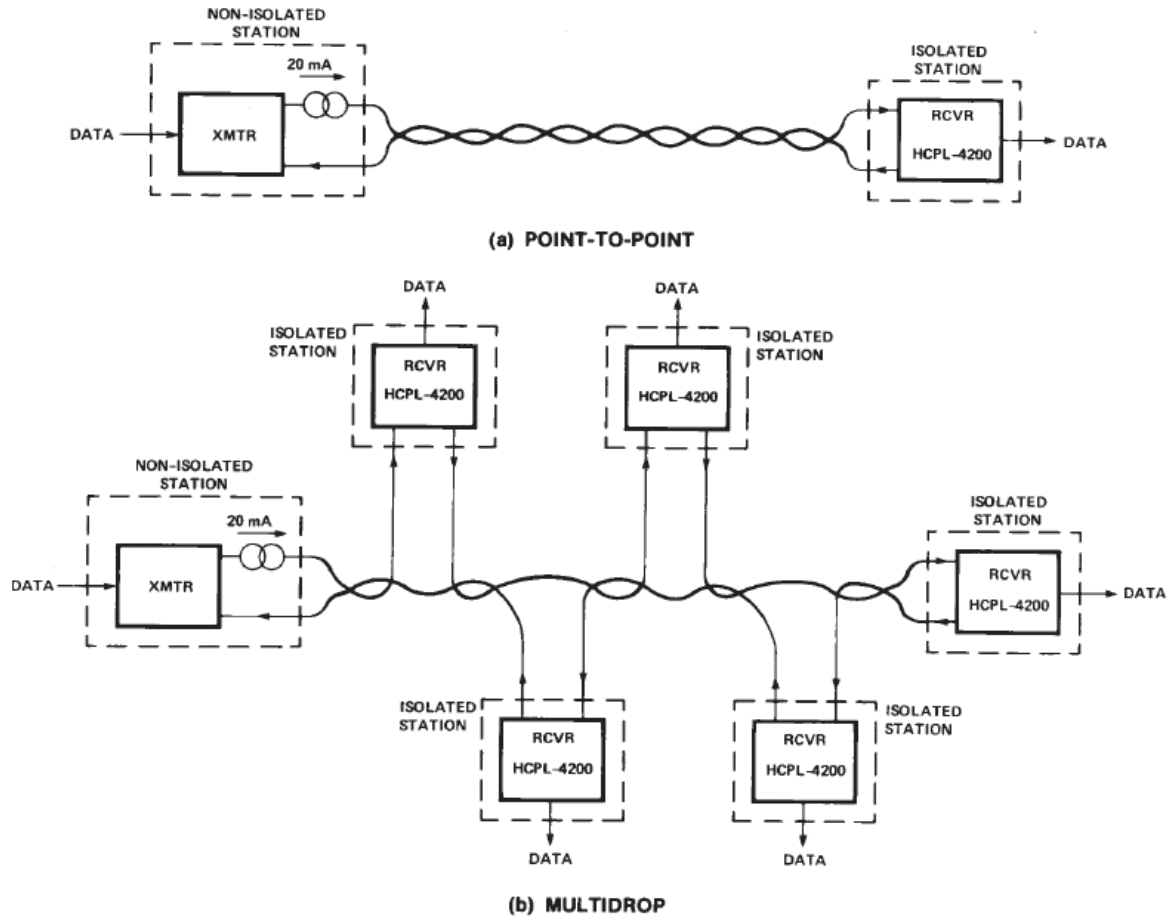 NON-ISOLATED
STATION
20 mA
DATA
XMTR
ISOLATED
STATION
RCVR
HCPL-4200
DATA
(a) POINT-TO-POINT
DATA
ISOLATED
STATION
RCVR
HCPL-4200
DATA
ISOLATED
STATION
RCVR
HCPL-4200
NON-ISOLATED
STATION
20 mA
DATA
XMTR
ISOLATED
STATION
RCVR
HCPL-4200
DATA
ISOLATED
STATION
RCVR
HCPL-4200
DATA
ISOLATED
STATION
RCVR
HCPL-4200
DATA
(b) MULTIDROP